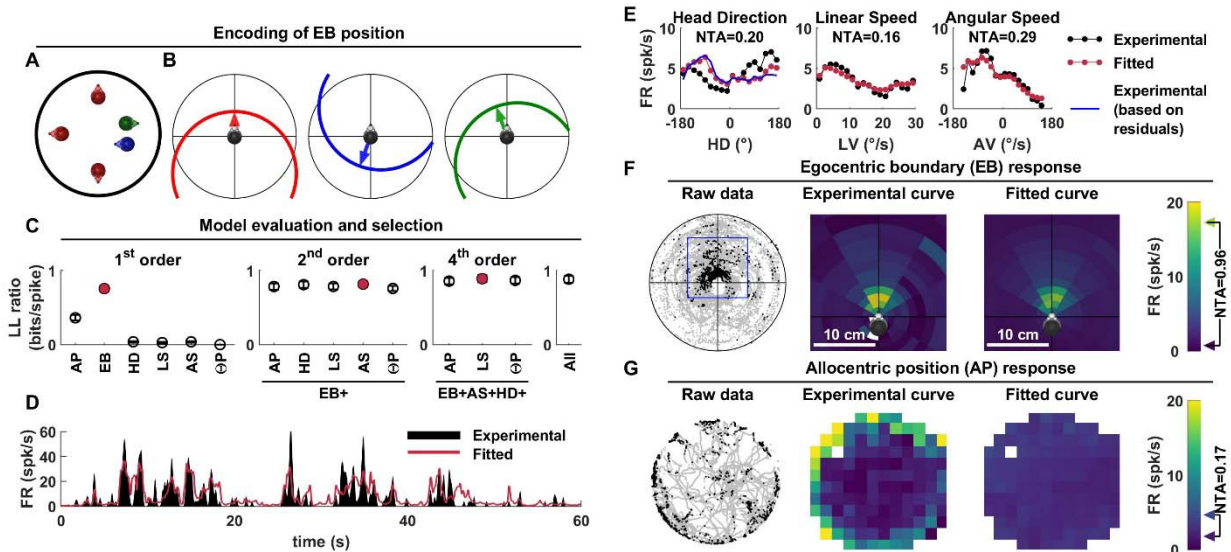 Encoding of EB position
A
B
Model evaluation and selection
C
1st order
2nd order
4th order
LL ratio
(bits/spike)
1
0
1
0
1
0
1
0
AP
EB
HD
LS
AS
ΘP
AP
HD
LS
AS
ΘP
AP
LS
ΘP
All
EB+
EB+AS+HD+
D
FR (spk/s)
60
40
20
0
Experimental
Fitted
0
20
40
60
time (s)
E
Head Direction
Linear Speed
Angular Speed
NTA=0.20
NTA=0.16
NTA=0.29
FR (spk/s)
10
5
0
10
5
0
10
5
0
-180
0
180
0
10
20
30
-180
0
180
HD (°)
LV (°/s)
AV (°/s)
Experimental
Fitted
Experimental
(based on
residuals)
F
Egocentric boundary (EB) response
Raw data
Experimental curve
Fitted curve
10 cm
10 cm
FR (spk/s)
20
10
0
NTA=0.96
G
Allocentric position (AP) response
Raw data
Experimental curve
Fitted curve
FR (spk/s)
20
10
0
NTA=0.17